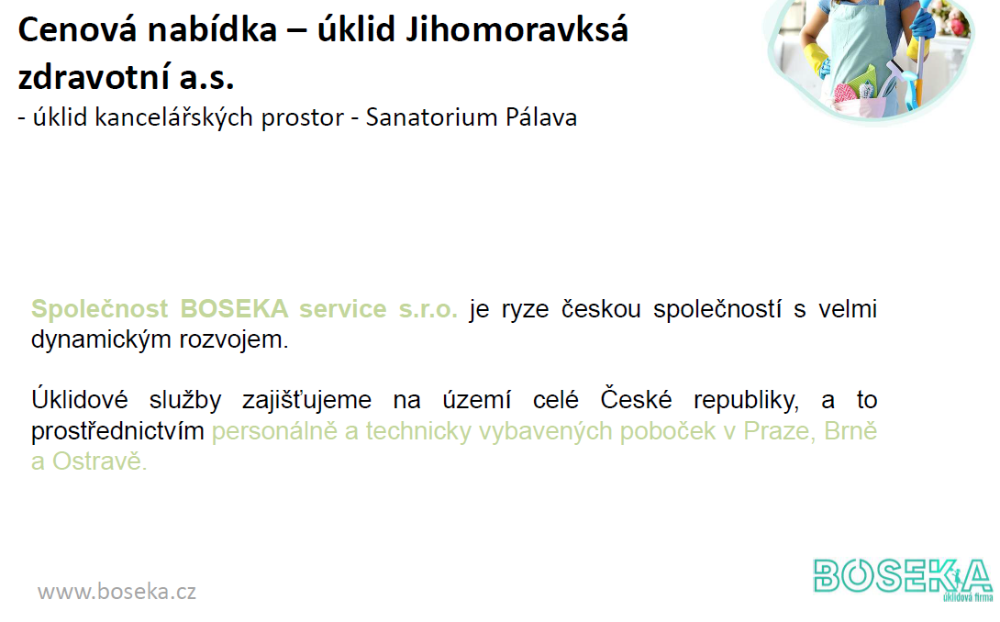 Cenová nabídka – úklid Jihomoravksá
zdravotní a.s.
- úklid kancelářských prostor - Sanatorium Pálava
Společnost BOSEKA service s.r.o. je ryze českou společností s velmi
dynamickým rozvojem.
Úklidové služby zajišťujeme na území celé České republiky, a to
prostřednictvím personálně a technicky vybavených poboček v Praze, Brně
a Ostravě.
www.boseka.cz
BOSEKA
úklidová firma